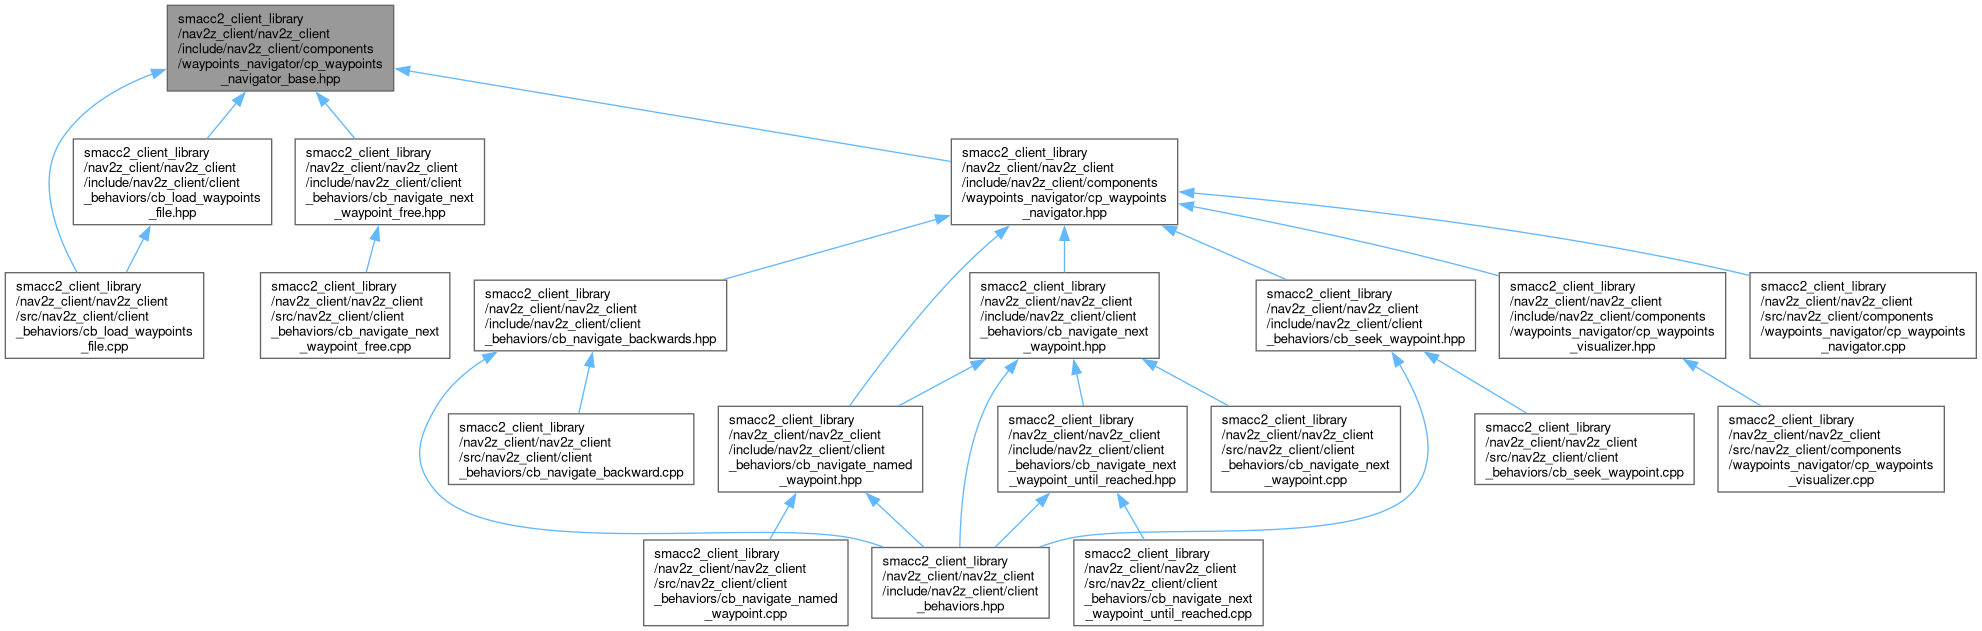 smacc2_client_library
/nav2z_client/nav2z_client
/include/nav2z_client/components
/waypoints_navigator/cp_waypoints
_navigator_base.hpp
smacc2_client_library
/nav2z_client/nav2z_client
/include/nav2z_client/client
_behaviors/cb_load_waypoints
_file.hpp
smacc2_client_library
/nav2z_client/nav2z_client
/include/nav2z_client/client
_behaviors/cb_navigate_next
_waypoint_free.hpp
smacc2_client_library
/nav2z_client/nav2z_client
/include/nav2z_client/components
/waypoints_navigator/cp_waypoints
_navigator.hpp
smacc2_client_library
/nav2z_client/nav2z_client
/src/nav2z_client/client
_behaviors/cb_load_waypoints
_file.cpp
smacc2_client_library
/nav2z_client/nav2z_client
/src/nav2z_client/client
_behaviors/cb_navigate_next
_waypoint_free.cpp
smacc2_client_library
/nav2z_client/nav2z_client
/include/nav2z_client/client
_behaviors/cb_navigate_backwards.hpp
smacc2_client_library
/nav2z_client/nav2z_client
/include/nav2z_client/client
_behaviors/cb_navigate_next
_waypoint.hpp
smacc2_client_library
/nav2z_client/nav2z_client
/include/nav2z_client/client
_behaviors/cb_seek_waypoint.hpp
smacc2_client_library
/nav2z_client/nav2z_client
/include/nav2z_client/components
/waypoints_navigator/cp_waypoints
_visualizer.hpp
smacc2_client_library
/nav2z_client/nav2z_client
/src/nav2z_client/components
/waypoints_navigator/cp_waypoints
_navigator.cpp
smacc2_client_library
/nav2z_client/nav2z_client
/src/nav2z_client/client
_behaviors/cb_navigate_backward.cpp
smacc2_client_library
/nav2z_client/nav2z_client
/include/nav2z_client/client
_behaviors/cb_navigate_named
_waypoint.hpp
smacc2_client_library
/nav2z_client/nav2z_client
/include/nav2z_client/client
_behaviors/cb_navigate_next
_waypoint_until_reached.hpp
smacc2_client_library
/nav2z_client/nav2z_client
/src/nav2z_client/client
_behaviors/cb_navigate_next
_waypoint.cpp
smacc2_client_library
/nav2z_client/nav2z_client
/src/nav2z_client/client
_behaviors/cb_seek_waypoint.cpp
smacc2_client_library
/nav2z_client/nav2z_client
/src/nav2z_client/components
/waypoints_navigator/cp_waypoints
_visualizer.cpp
smacc2_client_library
/nav2z_client/nav2z_client
/src/nav2z_client/client
_behaviors/cb_navigate_named
_waypoint.cpp
smacc2_client_library
/nav2z_client/nav2z_client
/include/nav2z_client/client
_behaviors.hpp
smacc2_client_library
/nav2z_client/nav2z_client
/src/nav2z_client/client
_behaviors/cb_navigate_next
_waypoint_until_reached.cpp